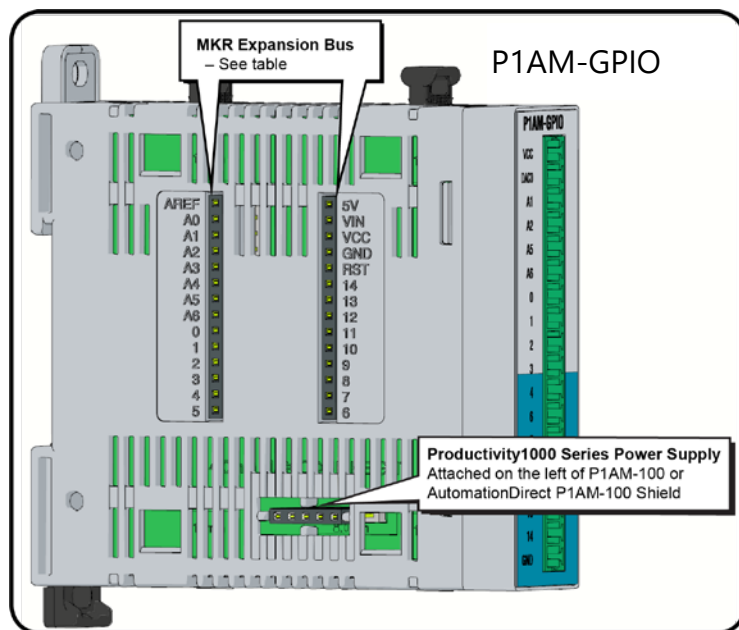 MKR Expansion Bus
– See table
P1AM-GPIO
AREF
A0
A1
A2
A3
A4
A5
A6
0
1
2
3
4
5
5V
VIN
VCC
GND
RST
14
13
12
11
10
9
8
7
6
P1AM-GPIO
VCC
DAC0
A1
A2
A5
A6
0
1
2
3
4
6
Productivity1000 Series Power Supply
Attached on the left of P1AM-100 or
AutomationDirect P1AM-100 Shield
14
GND